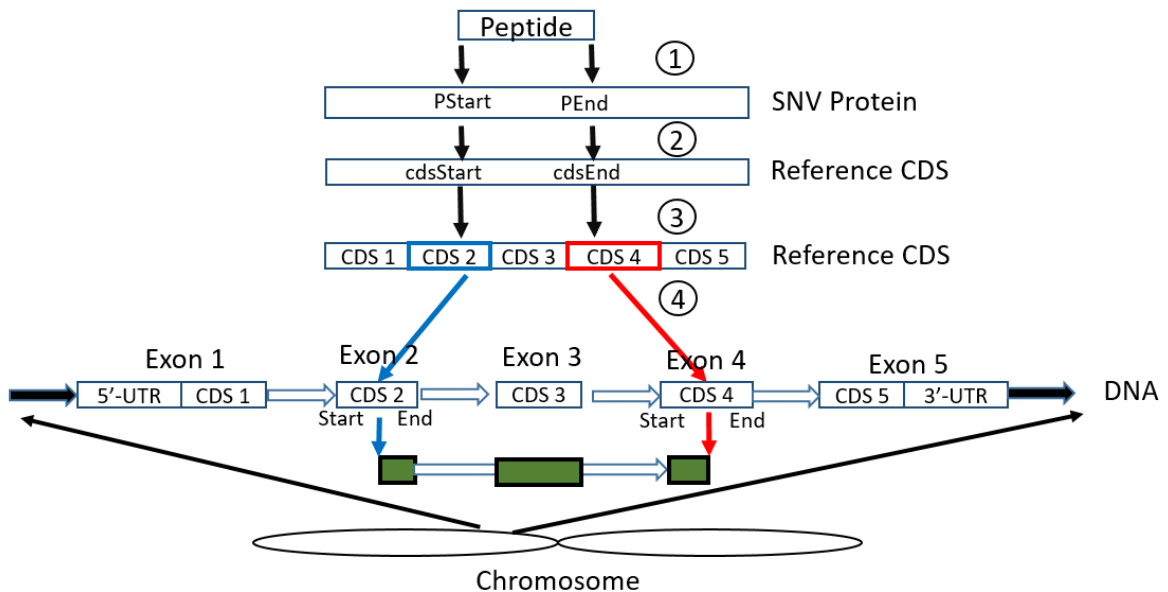 Peptide
1
PStart PEnd SNV Protein
2
cdsStart cdsEnd Reference CDS
3
CDS 1 CDS 2 CDS 3 CDS 4 CDS 5 Reference CDS
4
Exon 1 Exon 2 Exon 3 Exon 4 Exon 5
5’-UTR CDS 1 CDS 2 CDS 3 CDS 4 CDS 5 3’-UTR DNA
Start End Start End
Chromosome